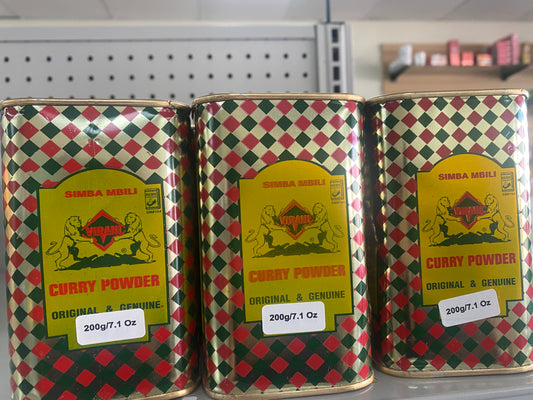 SIMBA MBILI
VIRANI
CURRY POWDER
ORIGINAL & GENUINE
200g/7.1 Oz
SIMBA MBILI
VIRANI
CURRY POWDER
ORIGINAL & GENUINE
200g/7.1 Oz
SIMBA MBILI
VIRANI
CURRY POWDER
ORIGINAL & GENUINE
200g/7.1 Oz